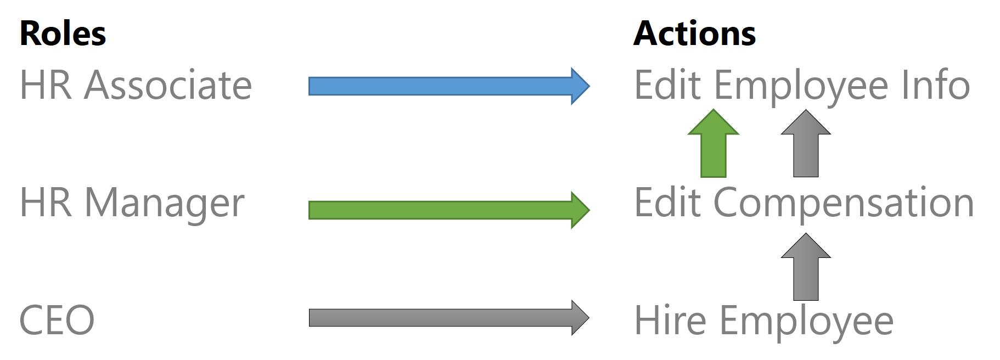 Roles
Actions
HR Associate
Edit Employee Info
HR Manager
Edit Compensation
CEO
Hire Employee